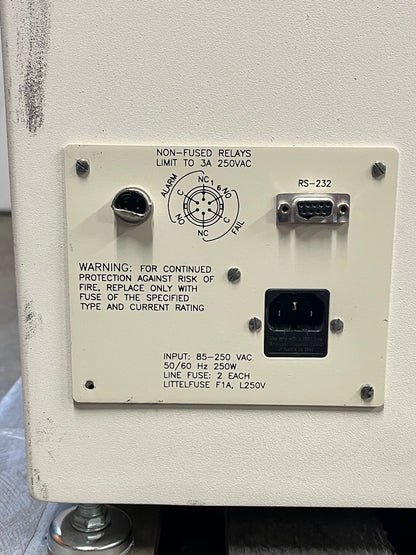 NON-FUSED RELAYS
LIMIT TO 3A 250VAC
ALARM
NO
C
NC
1
6
NO
C
NC
FAIL
RS-232
WARNING: FOR CONTINUED
PROTECTION AGAINST RISK OF
FIRE, REPLACE ONLY WITH
FUSE OF THE SPECIFIED
TYPE AND CURRENT RATING
INPUT: 85-250 VAC
50/60 Hz 250W
LINE FUSE: 2 EACH
LITTELFUSE F1A, L250V